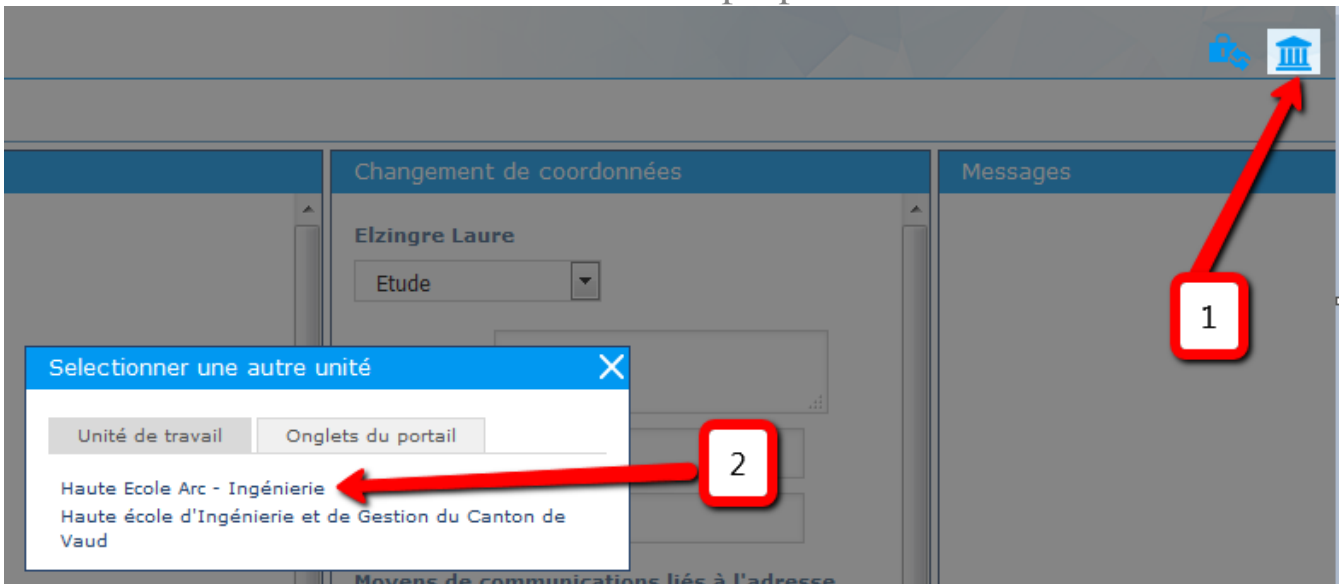 Changement de coordonnées
Messages
Elzingre Laure
Etude
1
Selectionner une autre unité
Unité de travail
Onglets du portail
2
Haute Ecole Arc - Ingénierie
Haute école d'Ingénierie et de Gestion du Canton de
Vaud
Moyens de communications liés à l'adresse